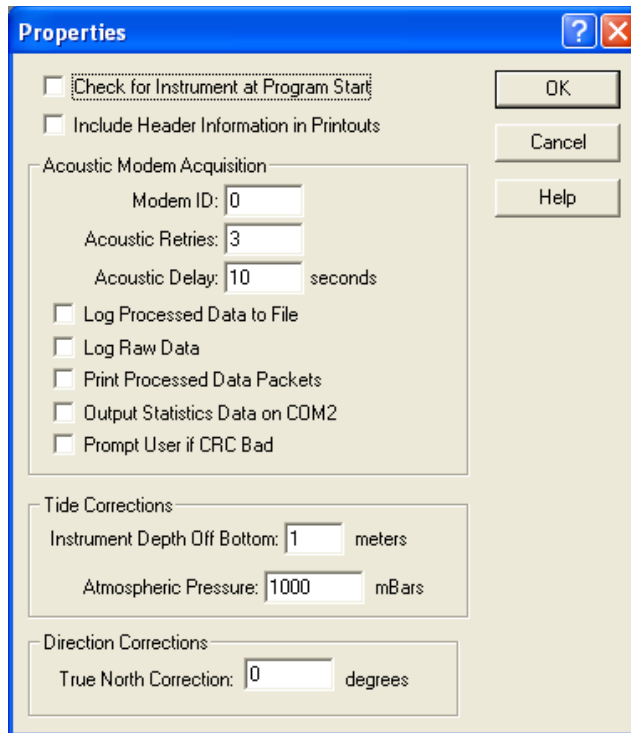 Properties
Check for Instrument at Program Start
OK
Include Header Information in Printouts
Cancel
Acoustic Modem Acquisition
Modem ID: 0
Help
Acoustic Retries: 3
Acoustic Delay: 10 seconds
Log Processed Data to File
Log Raw Data
Print Processed Data Packets
Output Statistics Data on COM2
Prompt User if CRC Bad
Tide Corrections
Instrument Depth Off Bottom: 1 meters
Atmospheric Pressure: 1000 mBars
Direction Corrections
True North Correction: 0 degrees